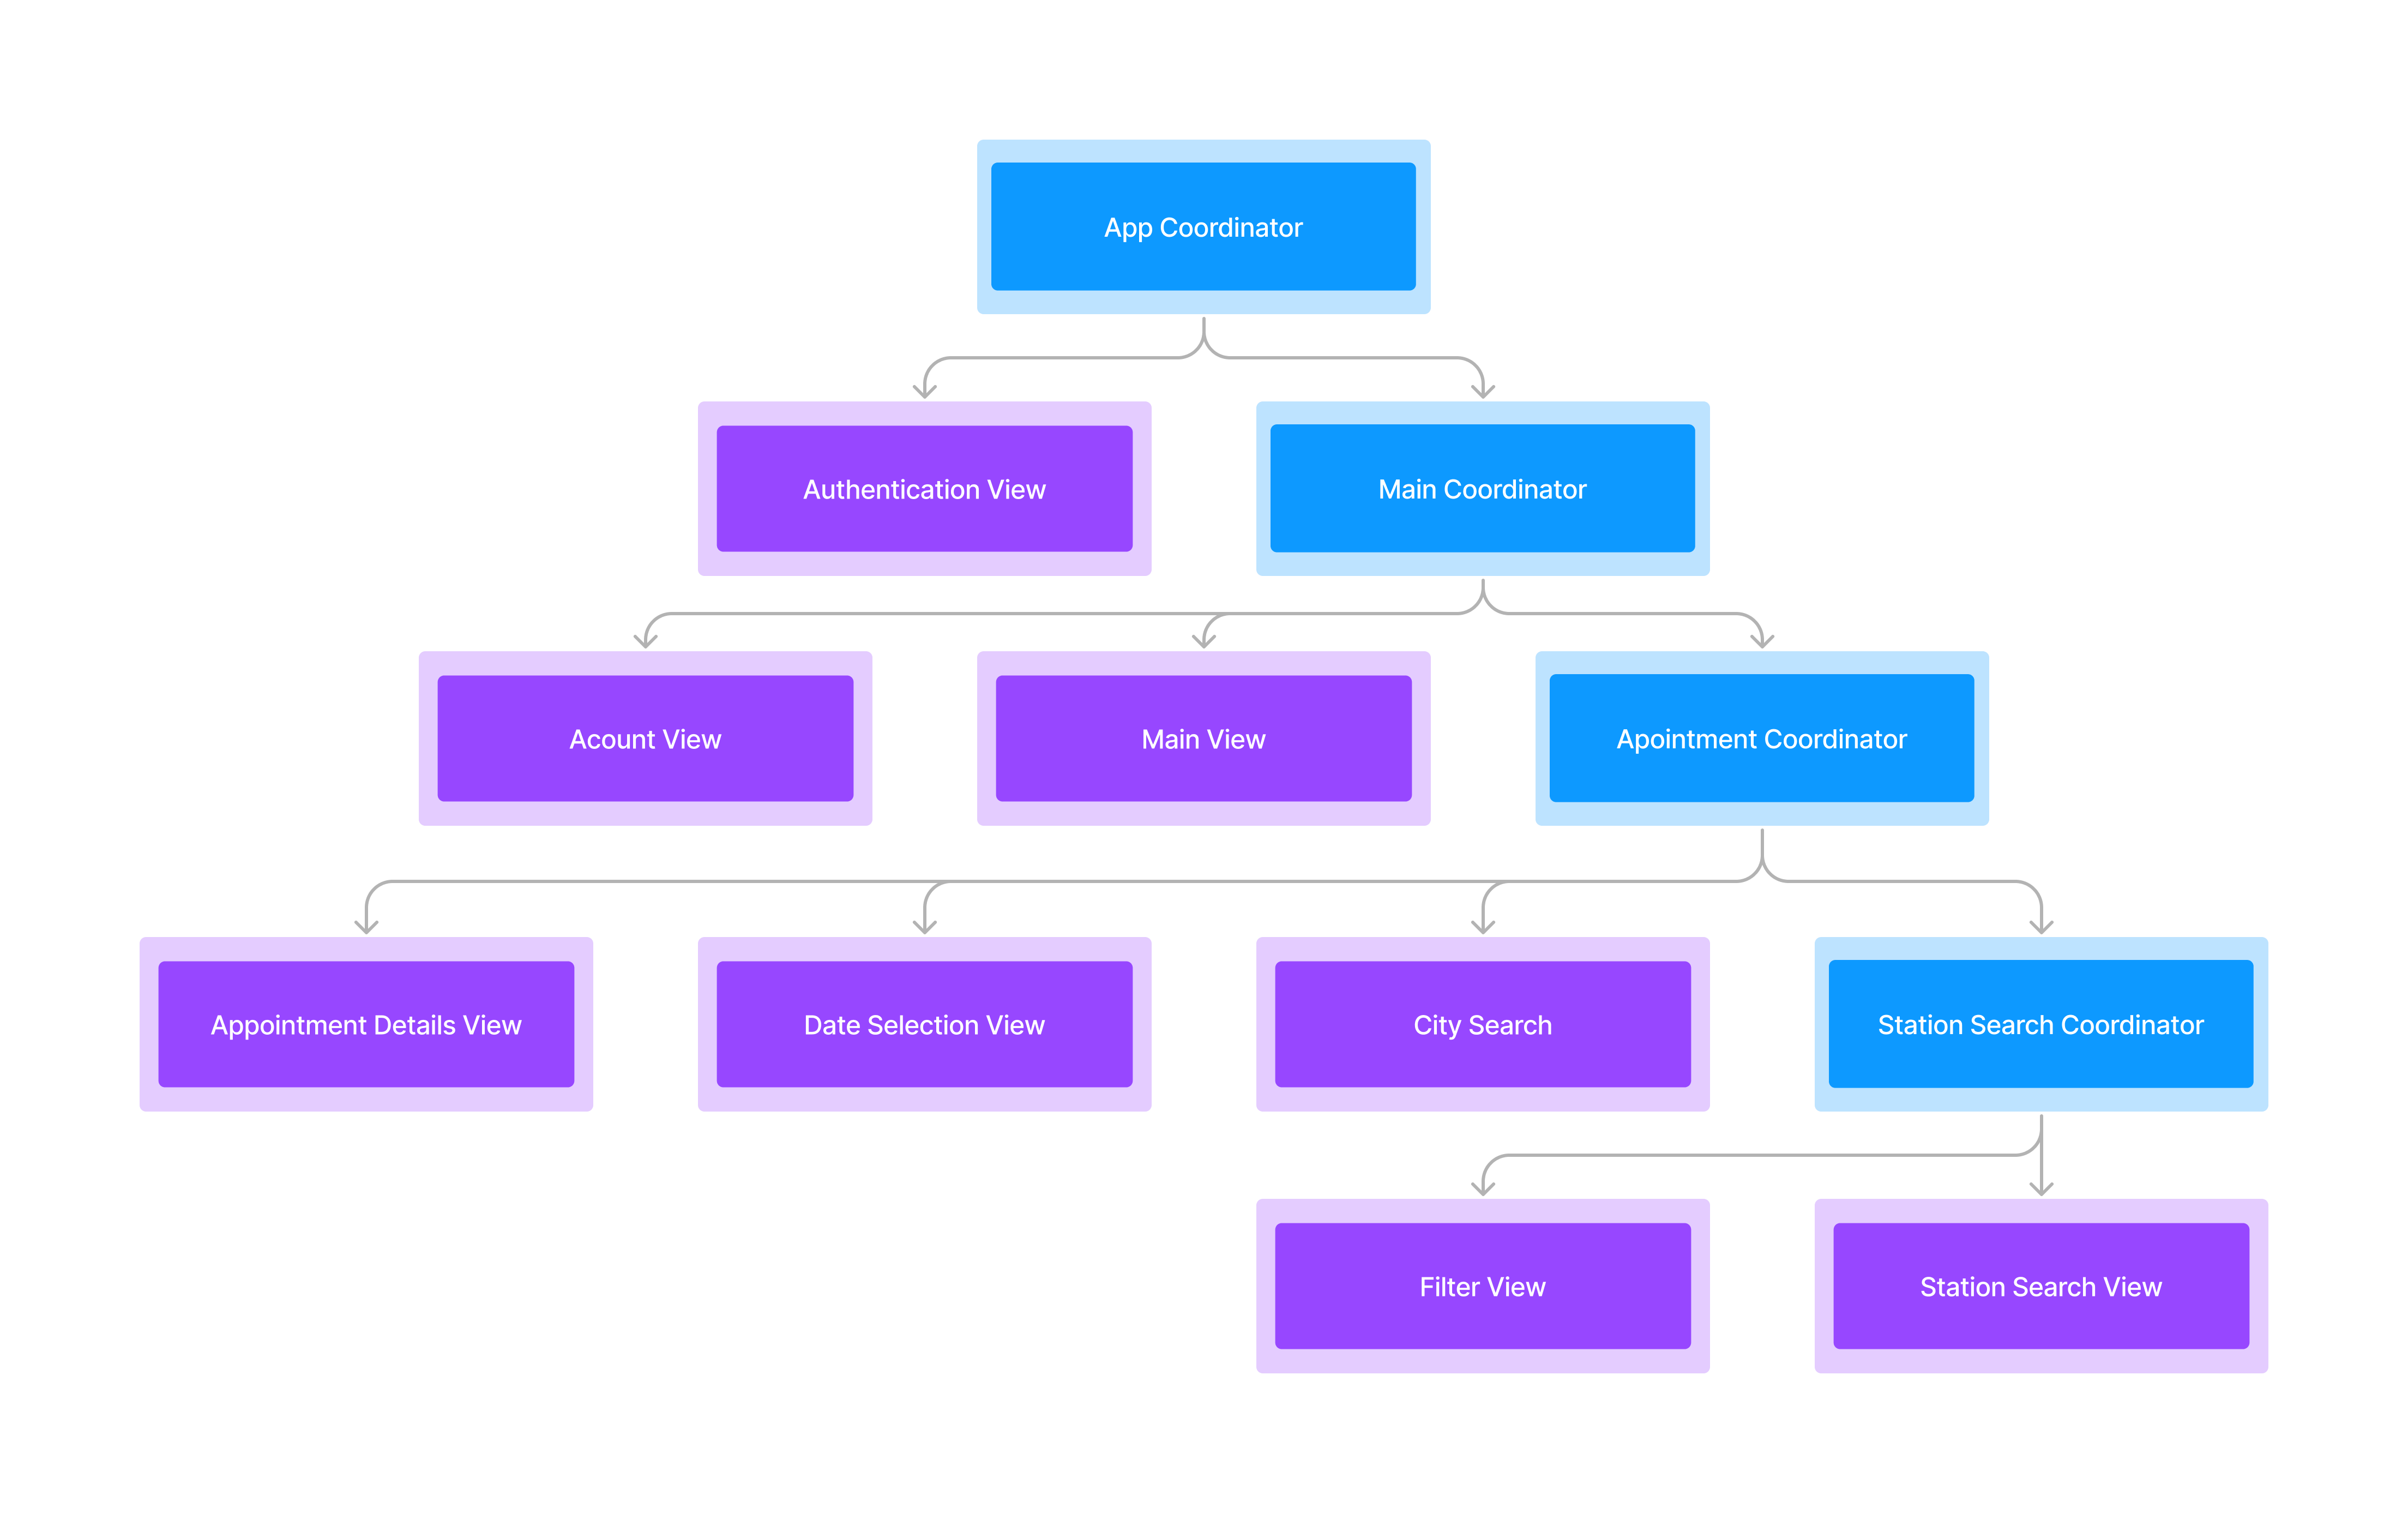 App Coordinator
Authentication View
Main Coordinator
Acount View
Main View
Apointment Coordinator
Appointment Details View
Date Selection View
City Search
Station Search Coordinator
Filter View
Station Search View